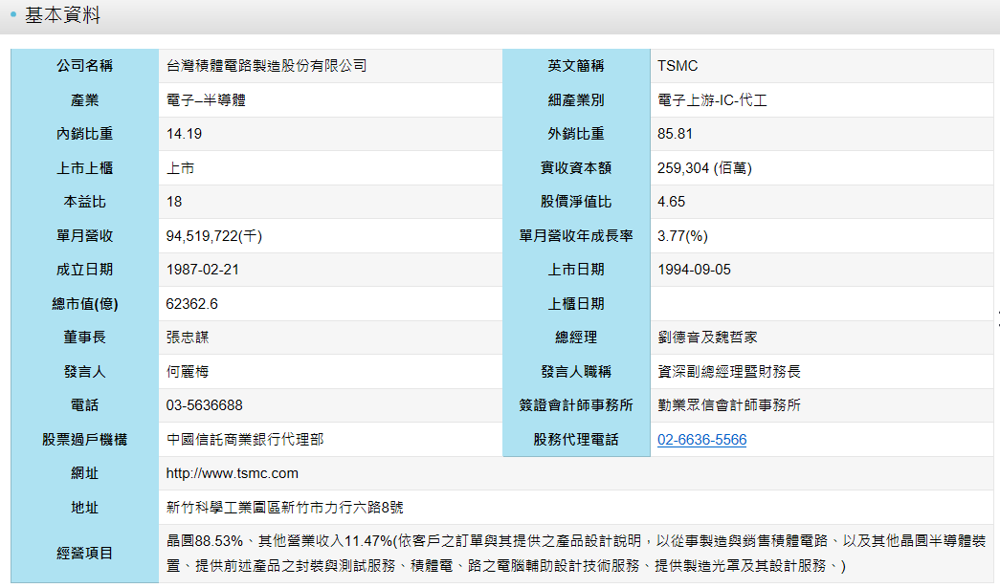 基本資料
公司名稱 台灣積體電路製造股份有限公司 英文簡稱 TSMC
產業 電子–半導體 細產業別 電子上游-IC-代工
內銷比重 14.19 外銷比重 85.81
上市上櫃 上市 實收資本額 259,304 (佰萬)
本益比 18 股價淨值比 4.65
單月營收 94,519,722(千) 單月營收年成長率 3.77(%)
成立日期 1987-02-21 上市日期 1994-09-05
總市值(億) 62362.6 上櫃日期
董事長 張忠謀 總經理 劉德音及魏哲家
發言人 何麗梅 發言人職稱 資深副總經理暨財務長
電話 03-5636688 簽證會計師事務所 勤業眾信會計師事務所
股票過戶機構 中國信託商業銀行代理部 股務代理電話 02-6636-5566
網址 http://www.tsmc.com
地址 新竹科學工業園區新竹市力行六路8號
經營項目 晶圓88.53%、其他營業收入11.47%(依客戶之訂單與其提供之產品設計說明，以從事製造與銷售積體電路、以及其他晶圓半導體裝
置、提供前述產品之封裝與測試服務、積體電、路之電腦輔助設計技術服務、提供製造光罩及其設計服務、)